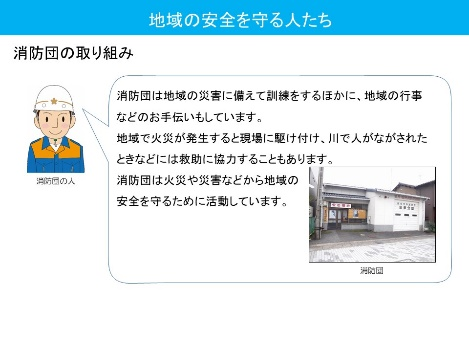 地域の安全を守る人たち
消防団の取り組み
消防団は地域の災害に備えて訓練をするほかに、地域の行事
などのお手伝いもしています。
地域で火災が発生すると現場に駆け付け、川で人がながされた
ときなどには救助に協力することもあります。
消防団は火災や災害などから地域の
安全を守るために活動しています。
消防団の人
消防団